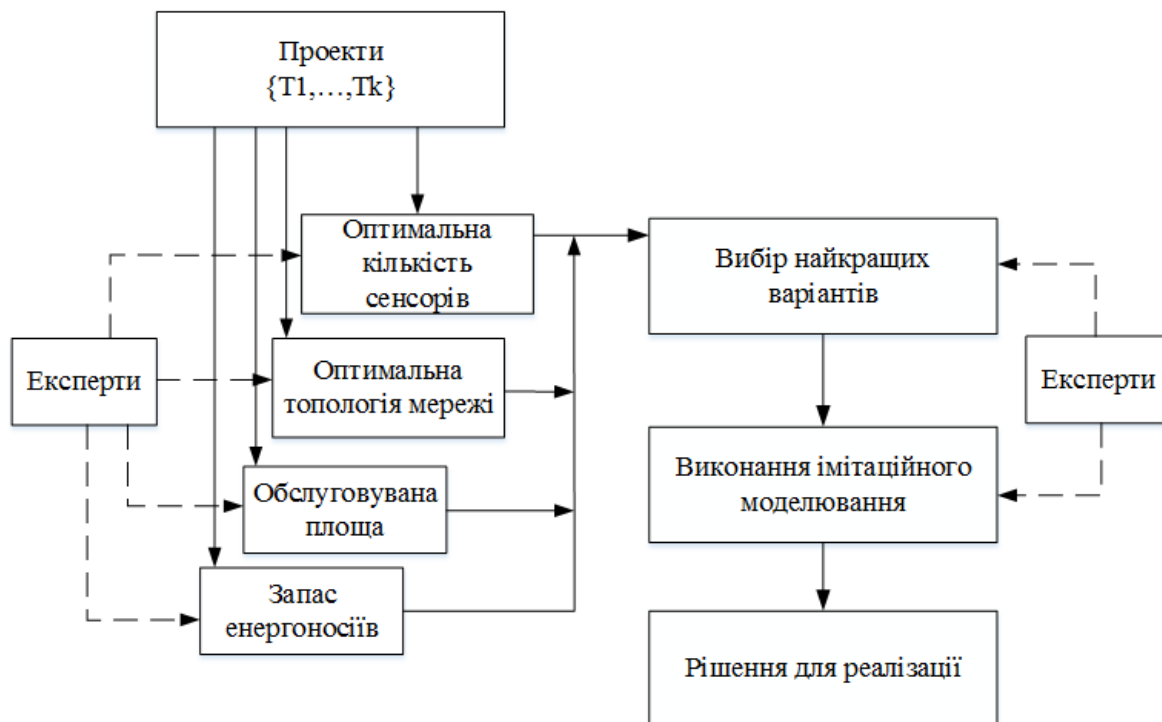 Проекти
{T1,…,Tk}
Оптимальна
кількість
сенсорів
Вибір найкращих
варіантів
Експерти
Оптимальна
топологія мережі
Експерти
Обслуговувана
площа
Виконання імітаційного
моделювання
Запас
енергоносіїв
Рішення для реалізації